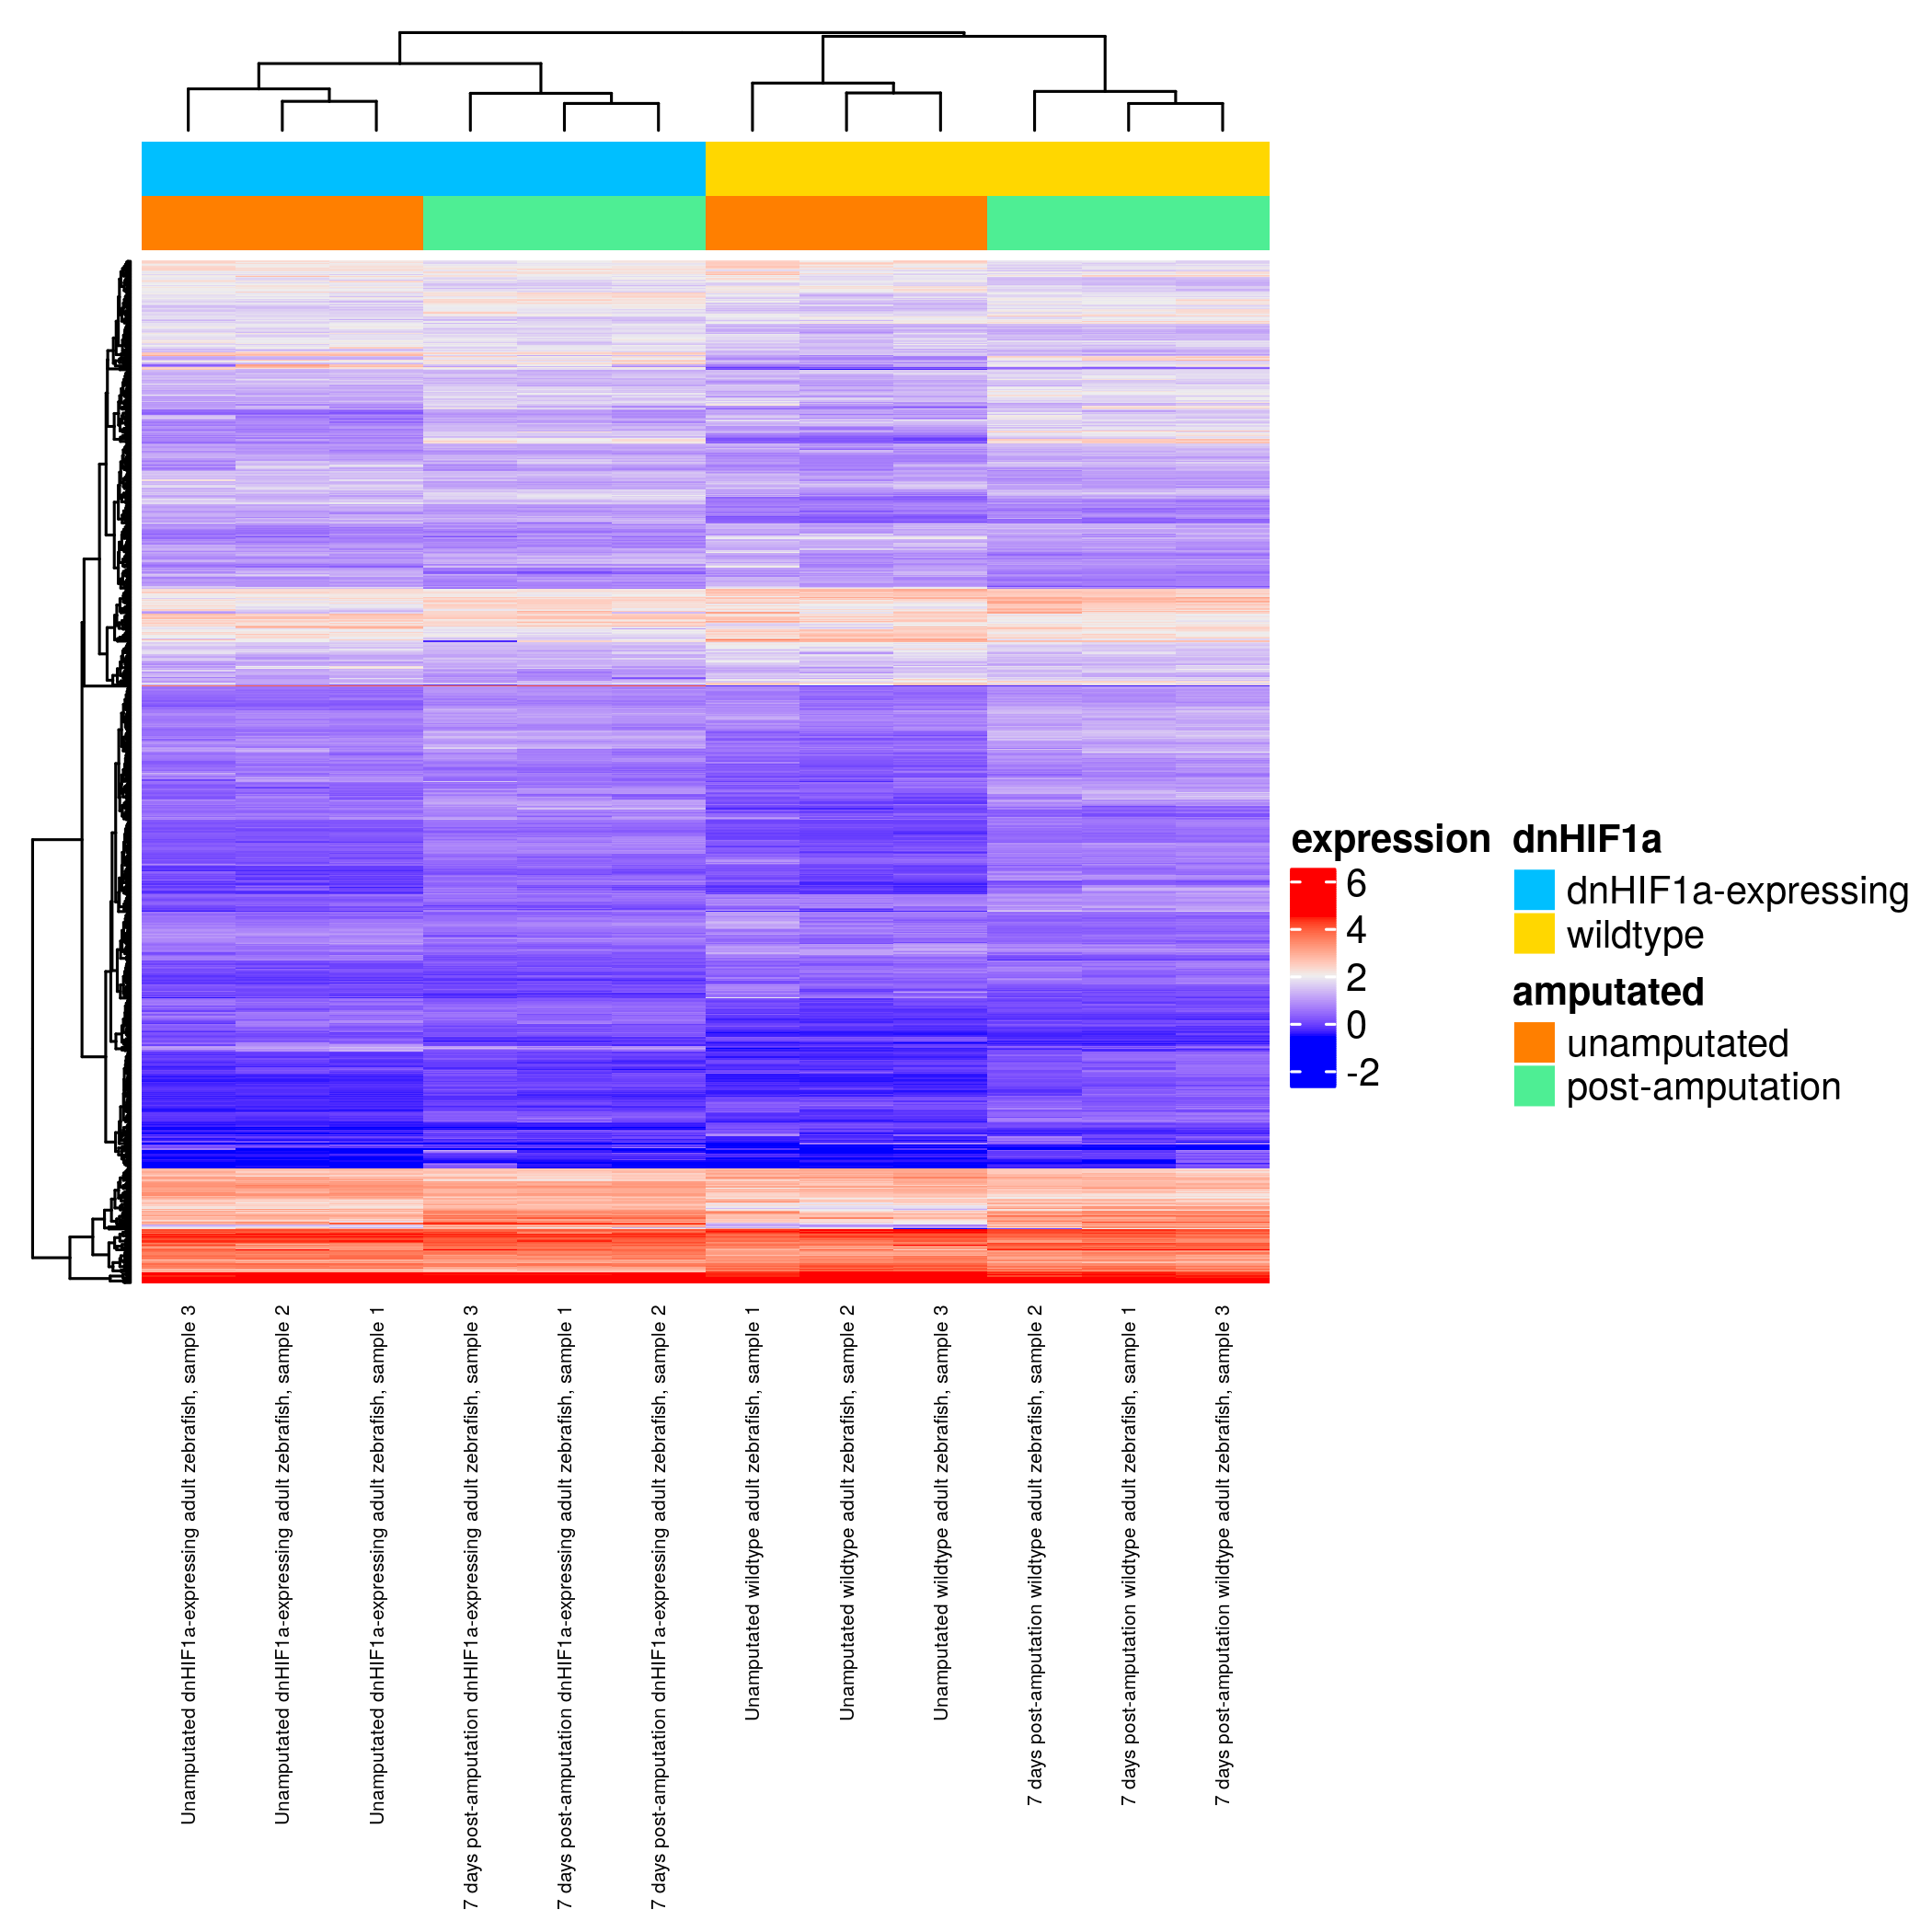 expression
6
4
2
0
-2
dnHIF1a
dnHIF1a-expressing
wildtype
amputated
unamputated
post-amputation
Unamputated dnHIF1a-expressing adult zebrafish, sample 3
Unamputated dnHIF1a-expressing adult zebrafish, sample 2
Unamputated dnHIF1a-expressing adult zebrafish, sample 1
7 days post-amputation dnHIF1a-expressing adult zebrafish, sample 3
7 days post-amputation dnHIF1a-expressing adult zebrafish, sample 1
7 days post-amputation dnHIF1a-expressing adult zebrafish, sample 2
Unamputated wildtype adult zebrafish, sample 1
Unamputated wildtype adult zebrafish, sample 2
Unamputated wildtype adult zebrafish, sample 3
7 days post-amputation wildtype adult zebrafish, sample 2
7 days post-amputation wildtype adult zebrafish, sample 1
7 days post-amputation wildtype adult zebrafish, sample 3